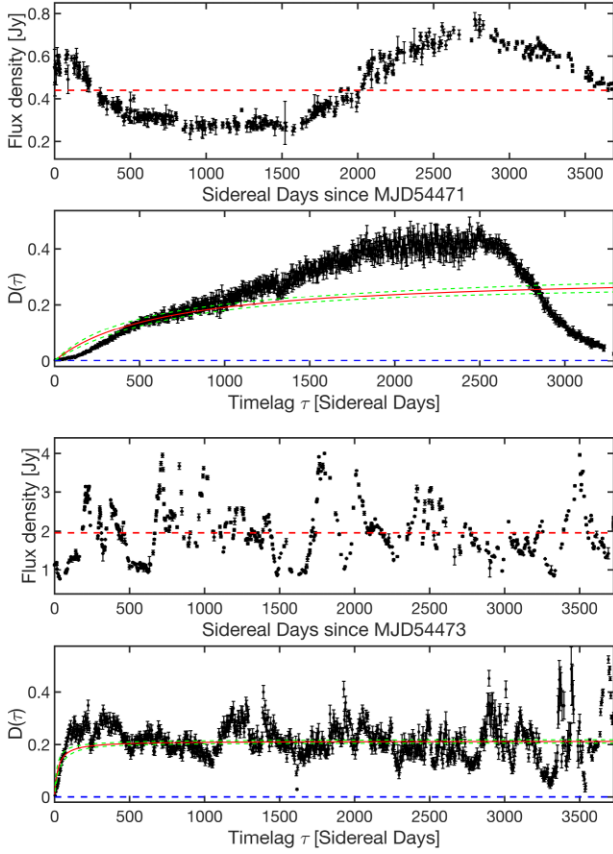 Flux density [Jy]
0.8
0.6
0.4
0.2
0 500 1000 1500 2000 2500 3000 3500
Sidereal Days since MJD54471
D(τ)
0.4
0.2
0
0 500 1000 1500 2000 2500 3000
Timelag τ [Sidereal Days]
Flux density [Jy]
4
3
2
1
0 500 1000 1500 2000 2500 3000 3500
Sidereal Days since MJD54473
D(τ)
0.4
0.2
0
0 500 1000 1500 2000 2500 3000 3500
Timelag τ [Sidereal Days]